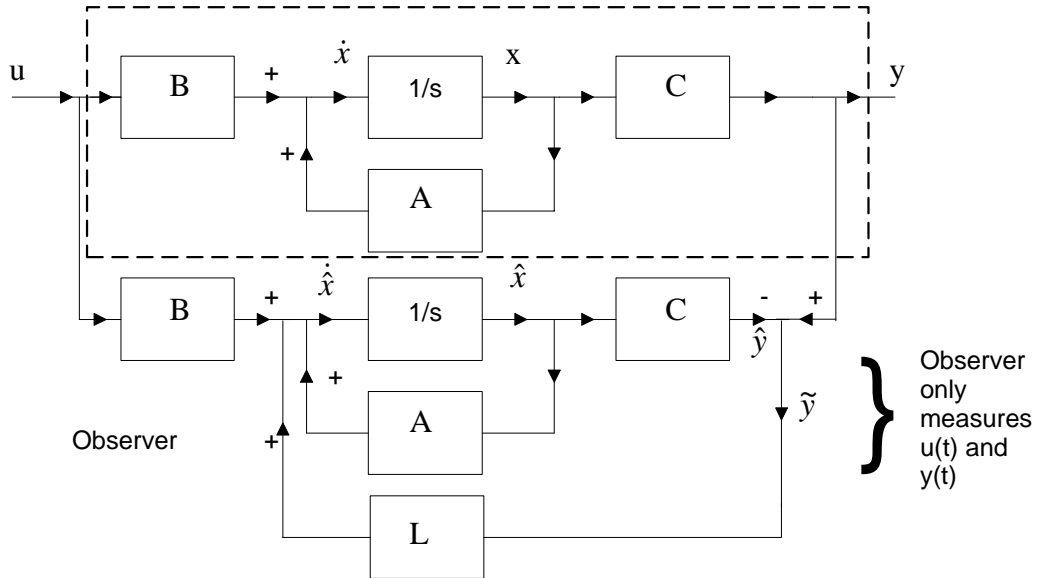 u
B
+
ẋ
1/s
x
C
y
+
A
B
+
x̂̇
1/s
x̂
C
-
ŷ
+
+
A
ỹ
Observer
only
measures
u(t) and
y(t)
}
Observer
+
L